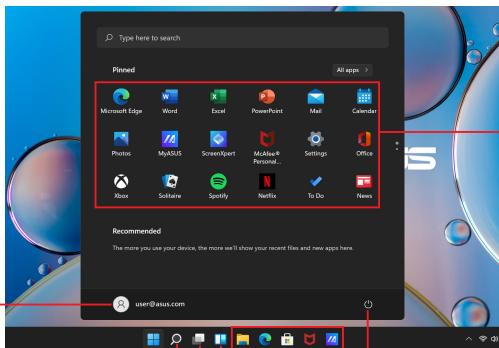 Type here to search
Pinned
All apps >
Microsoft Edge
Word
Excel
PowerPoint
Mail
Calendar
Photos
MyASUS
ScreenXpert
McAfee®
Personal...
Settings
Office
Xbox
Solitaire
Spotify
Netflix
To Do
News
Recommended
The more you use your device, the more we'll show your recent files and new apps here.
user@asus.com